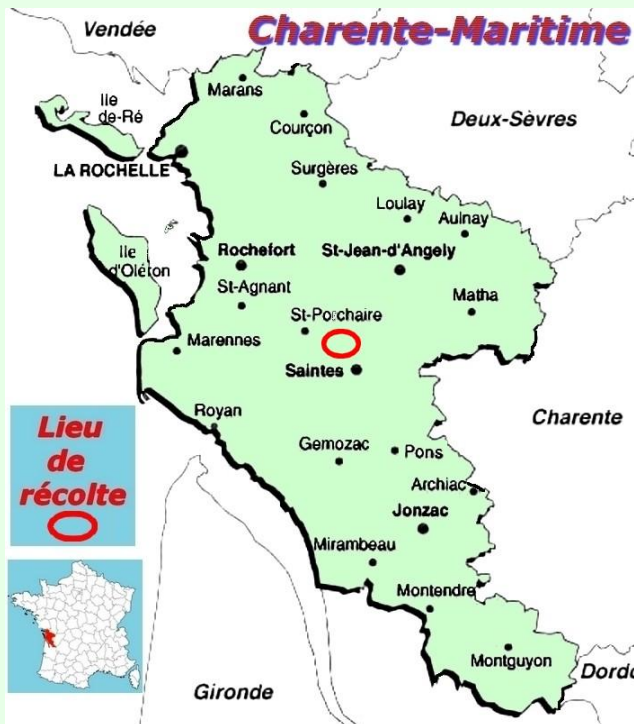 Charente-Maritime
Vendée
Marans
Ile
de-Ré
Courçon
Deux-Sèvres
LA ROCHELLE
Surgères
Loulay
Aulnay
Ile
d'Oléron
Rochefort
St-Jean-d'Angely
St-Agnant
Matha
St-Porchaire
Marennes
Saintes
Royan
Charente
Lieu
de
récolte
Gemozac
Pons
Archiac
Jonzac
Mirambeau
Montendre
Montguyon
Gironde
Dordo